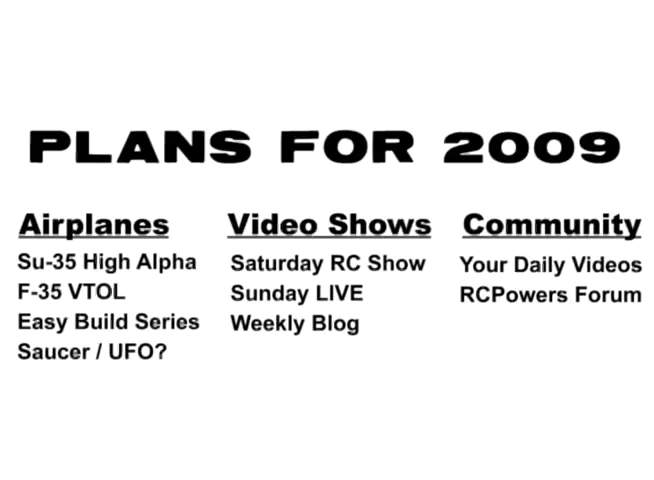 PLANS FOR 2009
Airplanes
Su-35 High Alpha
F-35 VTOL
Easy Build Series
Saucer / UFO?
Video Shows
Saturday RC Show
Sunday LIVE
Weekly Blog
Community
Your Daily Videos
RCPowers Forum